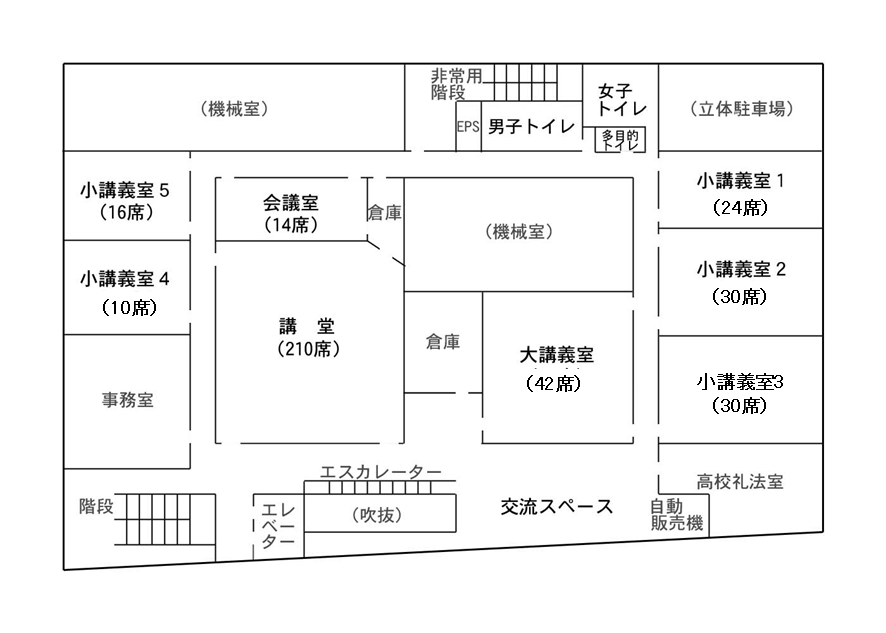 （機械室）
非常用
階段
EPS
男子トイレ
女子
トイレ
多目的
トイレ
（立体駐車場）
小講義室５
（16席）
会議室
（14席）
倉庫
（機械室）
小講義室１
（24席）
小講義室４
（10席）
小講義室２
（30席）
講　堂
（210席）
倉庫
大講義室
（42席）
小講義室3
（30席）
事務室
エスカレーター
高校礼法室
階段
エレベーター
（吹抜）
交流スペース
自動
販売機